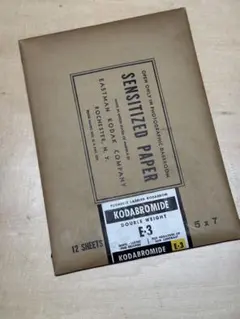 OPEN ONLY IN PHOTOGRAPHIC DARKROOM
SENSITIZED PAPER
EASTMAN KODAK COMPANY
ROCHESTER, N. Y.
KODABROMIDE
DOUBLE WEIGHT
E-3
E-3
KODABROMIDE
12 SHEETS
5 x 7